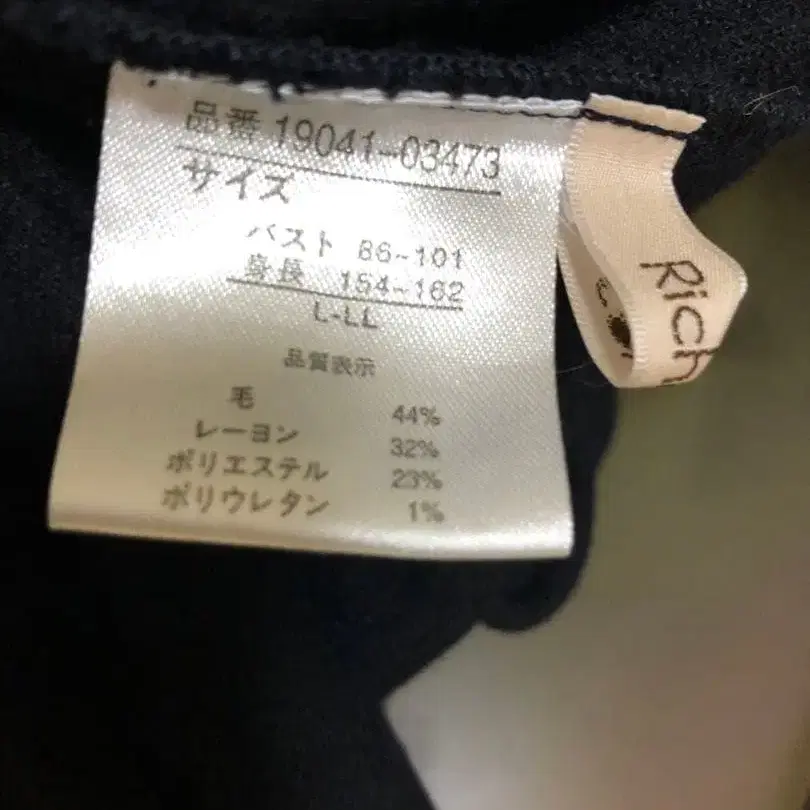 品番 19041-03473
サイズ
バスト 86~101
身長 154~162
L-LL
品質表示
毛 44%
レーヨン 32%
ポリエステル 23%
ポリウレタン 1%
Rich